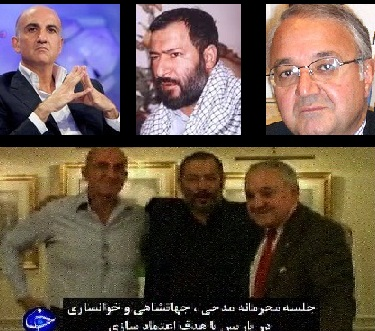 جلسه محرمانه مدحی ، جهانشاهی و خوانساری
در پاریس با هدف اعتماد سازی